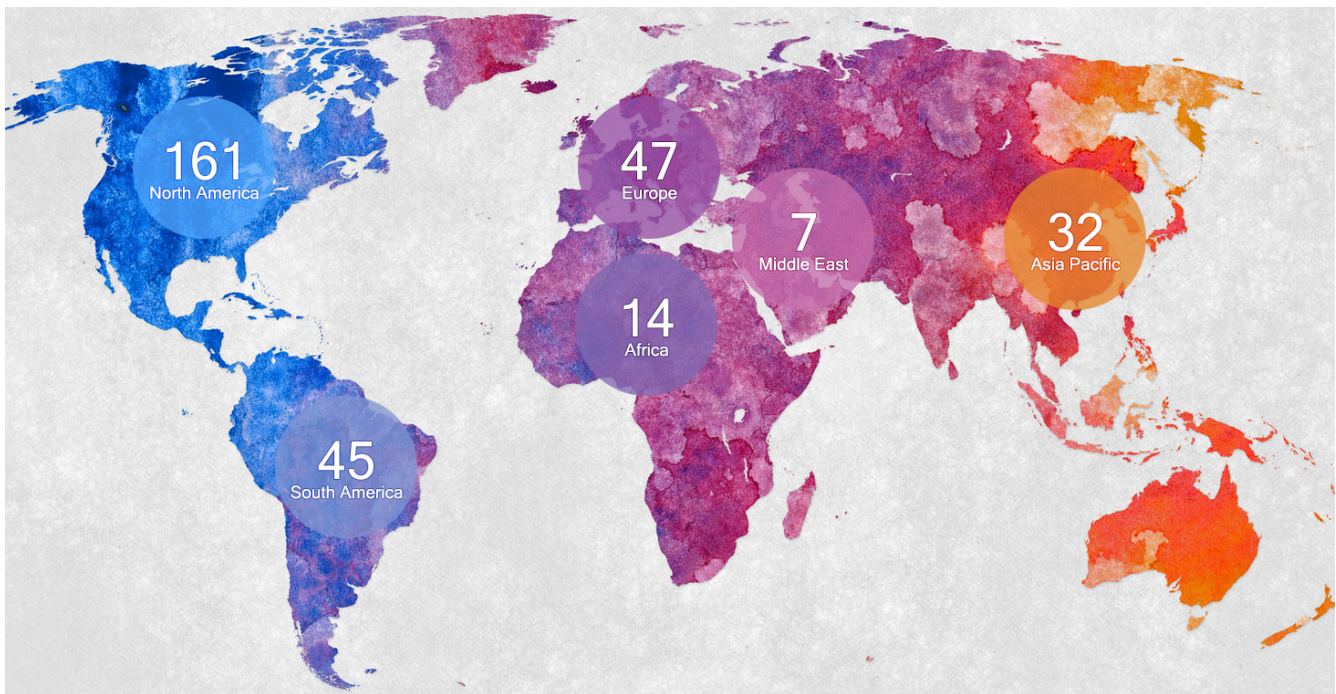 161
North America
47
Europe
7
Middle East
32
Asia Pacific
14
Africa
45
South America